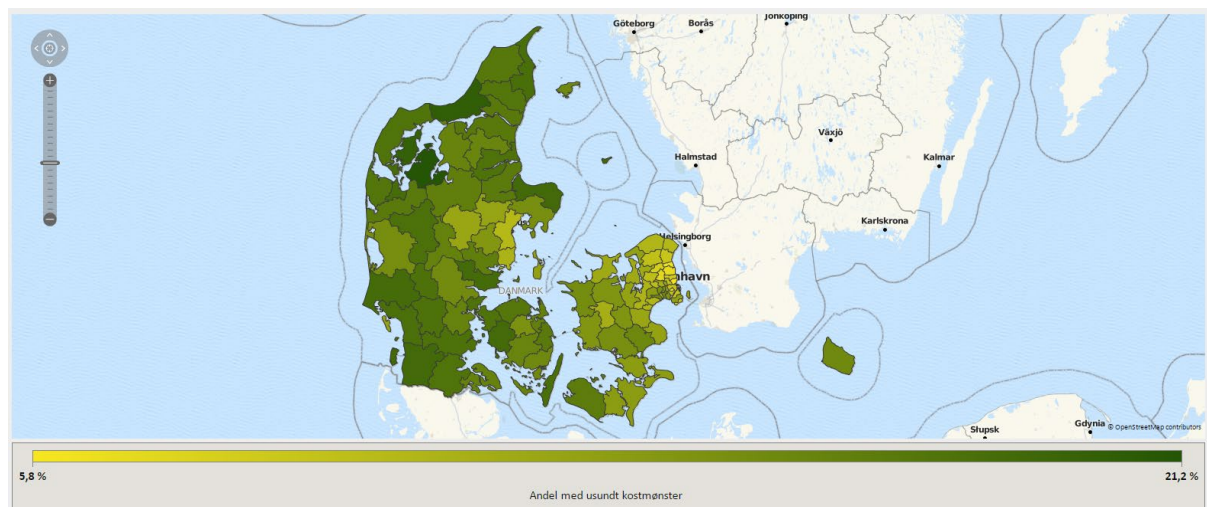 Göteborg
Borås
Jönköping
Växjö
Halmstad
Kalmar
Karlskrona
Helsingborg
nhavn
DANMARK
Słupsk
Gdynia
© OpenStreetMap contributors
5,8 %
21,2 %
Andel med usundt kostmønster